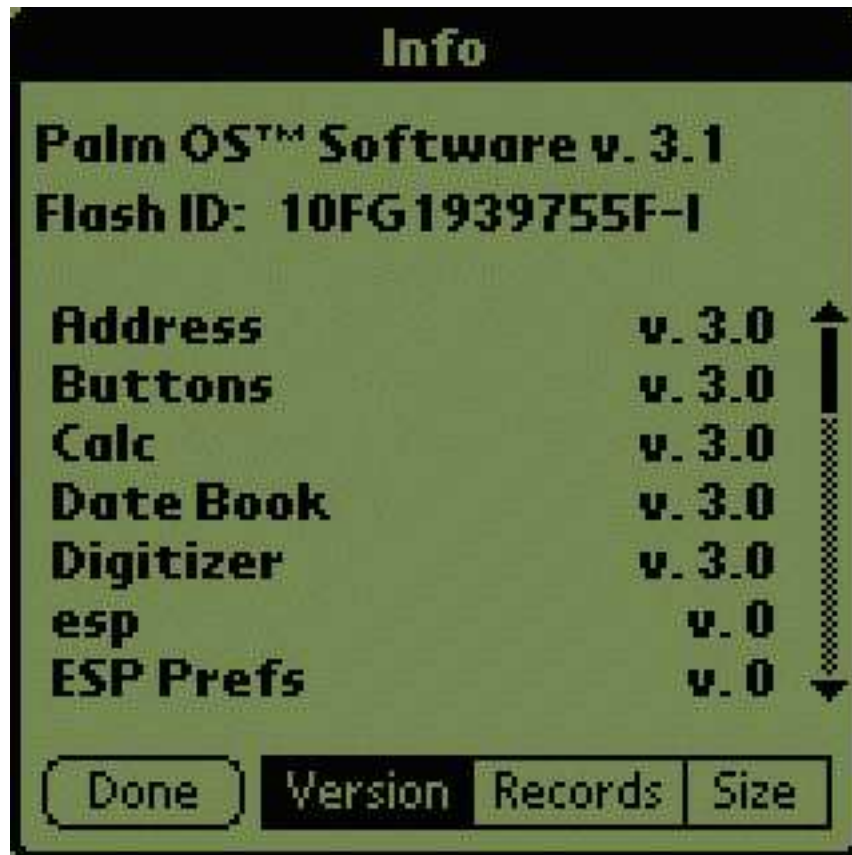 Info
Palm OS™ Software v. 3.1
Flash ID: 10FG1939755F-I
Address v. 3.0
Buttons v. 3.0
Calc v. 3.0
Date Book v. 3.0
Digitizer v. 3.0
esp v. 0
ESP Prefs v. 0
Done Version Records Size